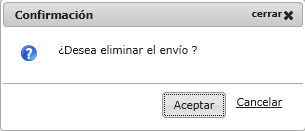 Confirmación cerrar
¿Desea eliminar el envío ?
Aceptar Cancelar